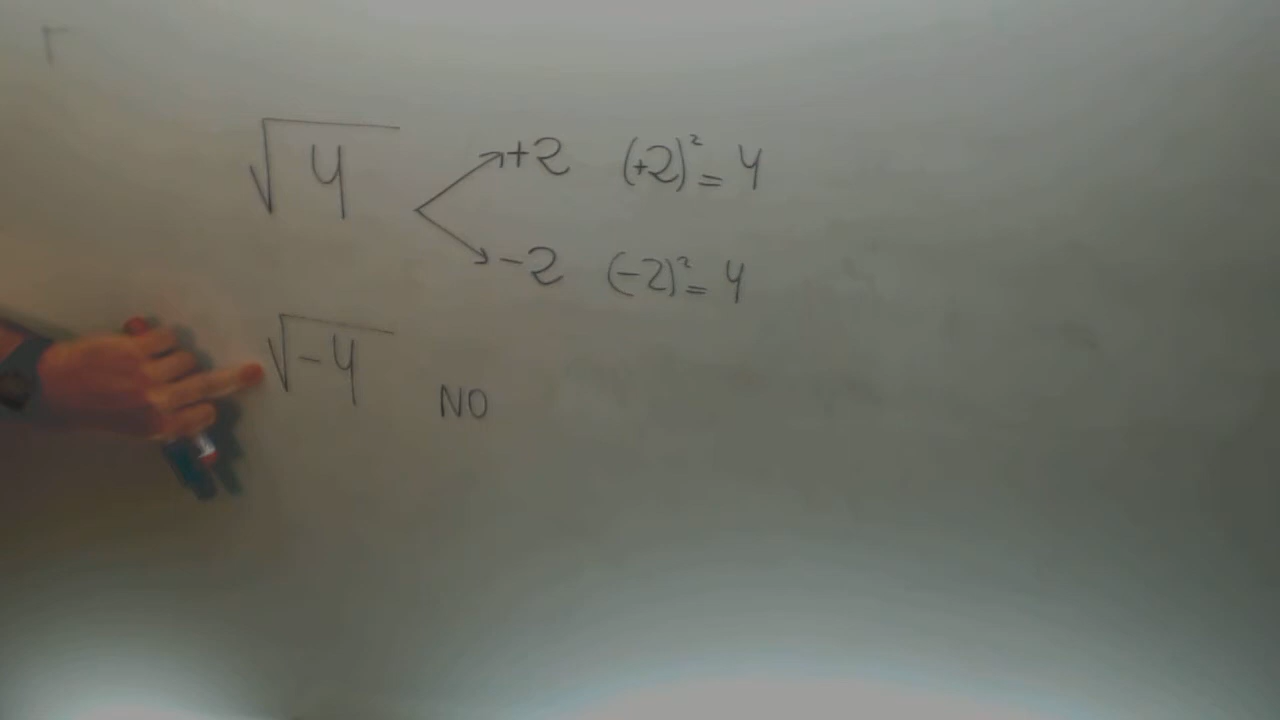 √4 +2 (+2)² = 4
-2 (-2)² = 4
√-4 NO